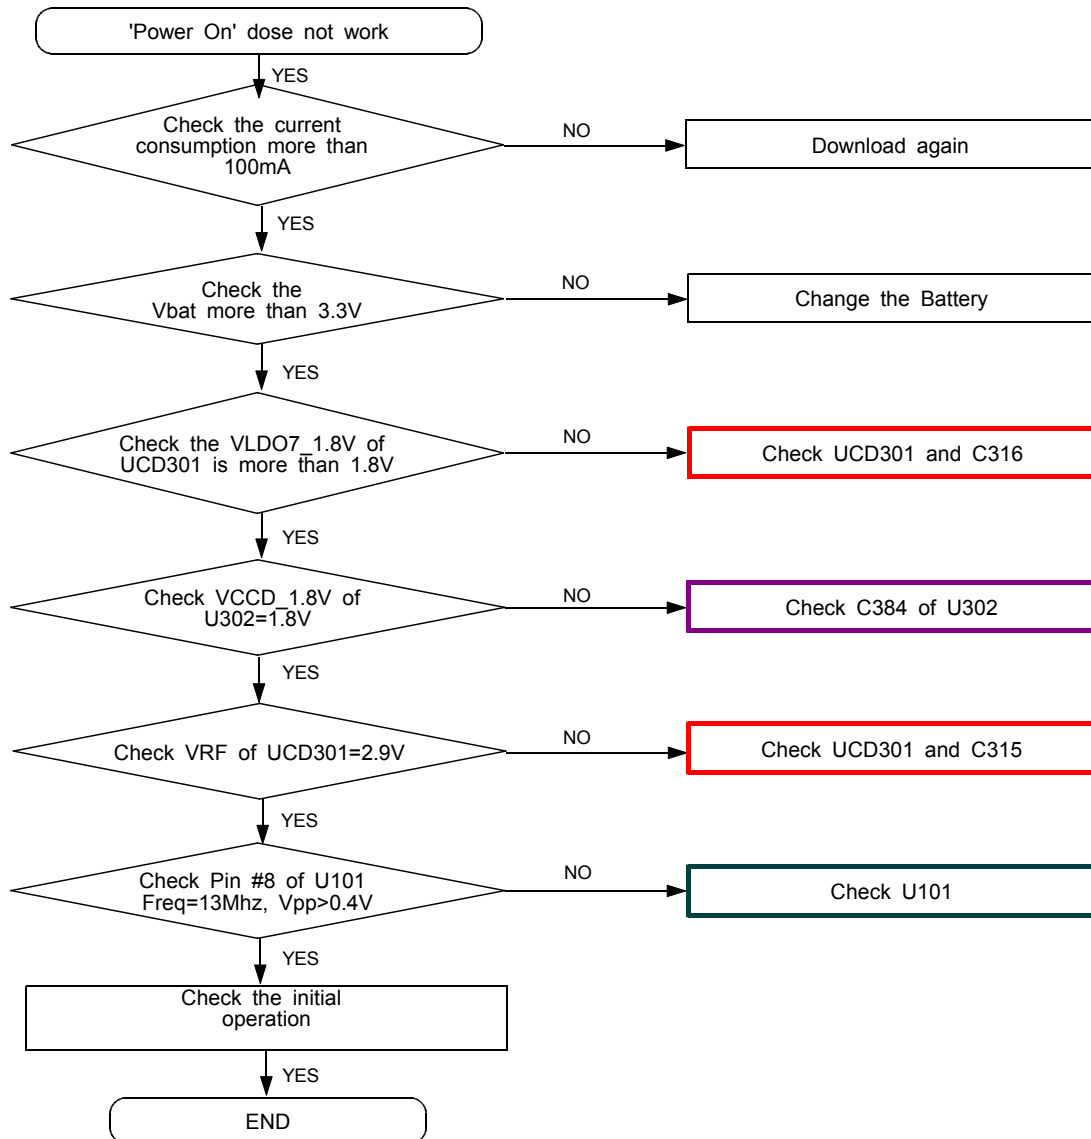 'Power On' dose not work
YES
Check the current
consumption more than
100mA
NO
Download again
YES
Check the
Vbat more than 3.3V
NO
Change the Battery
YES
Check the VLDO7_1.8V of
UCD301 is more than 1.8V
NO
Check UCD301 and C316
YES
Check VCCD_1.8V of
U302=1.8V
NO
Check C384 of U302
YES
Check VRF of UCD301=2.9V
NO
Check UCD301 and C315
YES
Check Pin #8 of U101
Freq=13Mhz, Vpp>0.4V
NO
Check U101
YES
Check the initial
operation
YES
END